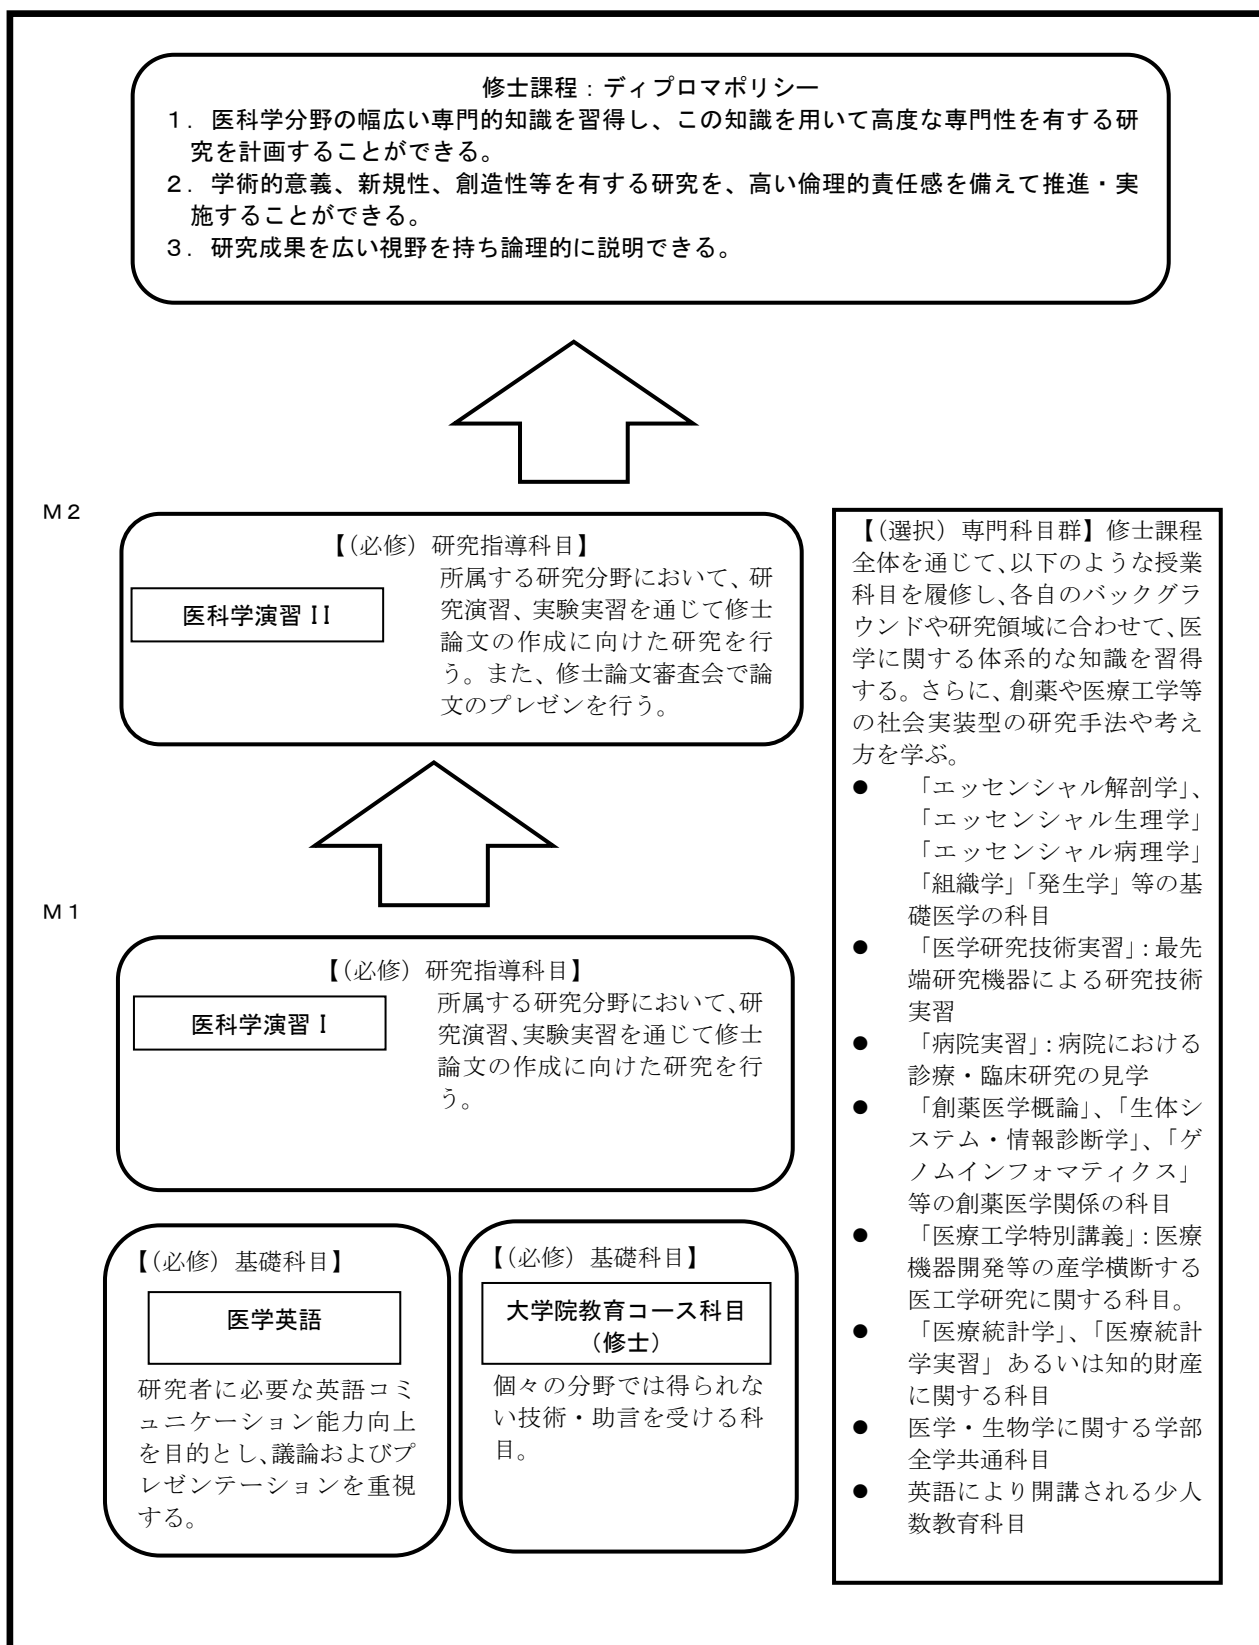 修士課程：ディプロマポリシー
１．医科学分野の幅広い専門的知識を習得し、この知識を用いて高度な専門性を有する研
究を計画することができる。
２．学術的意義、新規性、創造性等を有する研究を、高い倫理的責任感を備えて推進・実
施することができる。
３．研究成果を広い視野を持ち論理的に説明できる。
Ｍ２
【（必修）研究指導科目】
医科学演習 II
所属する研究分野において、研
究演習、実験実習を通じて修士
論文の作成に向けた研究を行
う。また、修士論文審査会で論
文のプレゼンを行う。
Ｍ１
【（必修）研究指導科目】
医科学演習 I
所属する研究分野において、研
究演習、実験実習を通じて修士
論文の作成に向けた研究を行
う。
【（必修）基礎科目】
医学英語
研究者に必要な英語コミ
ュニケーション能力向上
を目的とし、議論およびプ
レゼンテーションを重視
する。
【（必修）基礎科目】
大学院教育コース科目
（修士）
個々の分野では得られな
い技術・助言を受ける科
目。
【（選択）専門科目群】修士課程
全体を通じて、以下のような授業
科目を履修し、各自のバックグラ
ウンドや研究領域に合わせて、医
学に関する体系的な知識を習得
する。さらに、創薬や医療工学等
の社会実装型の研究手法や考え
方を学ぶ。
● 「エッセンシャル解剖学」、
「エッセンシャル生理学」
「エッセンシャル病理学」
「組織学」「発生学」等の基
礎医学の科目
● 「医学研究技術実習」：最先
端研究機器による研究技術
実習
● 「病院実習」：病院における
診療・臨床研究の見学
● 「創薬医学概論」、「生体シ
ステム・情報診断学」、「ゲ
ノムインフォマティクス」
等の創薬医学関係の科目
● 「医療工学特別講義」：医療
機器開発等の産学横断する
医工学研究に関する科目。
● 「医療統計学」、「医療統計
学実習」あるいは知的財産
に関する科目
● 医学・生物学に関する学部
全学共通科目
● 英語により開講される少人
数教育科目